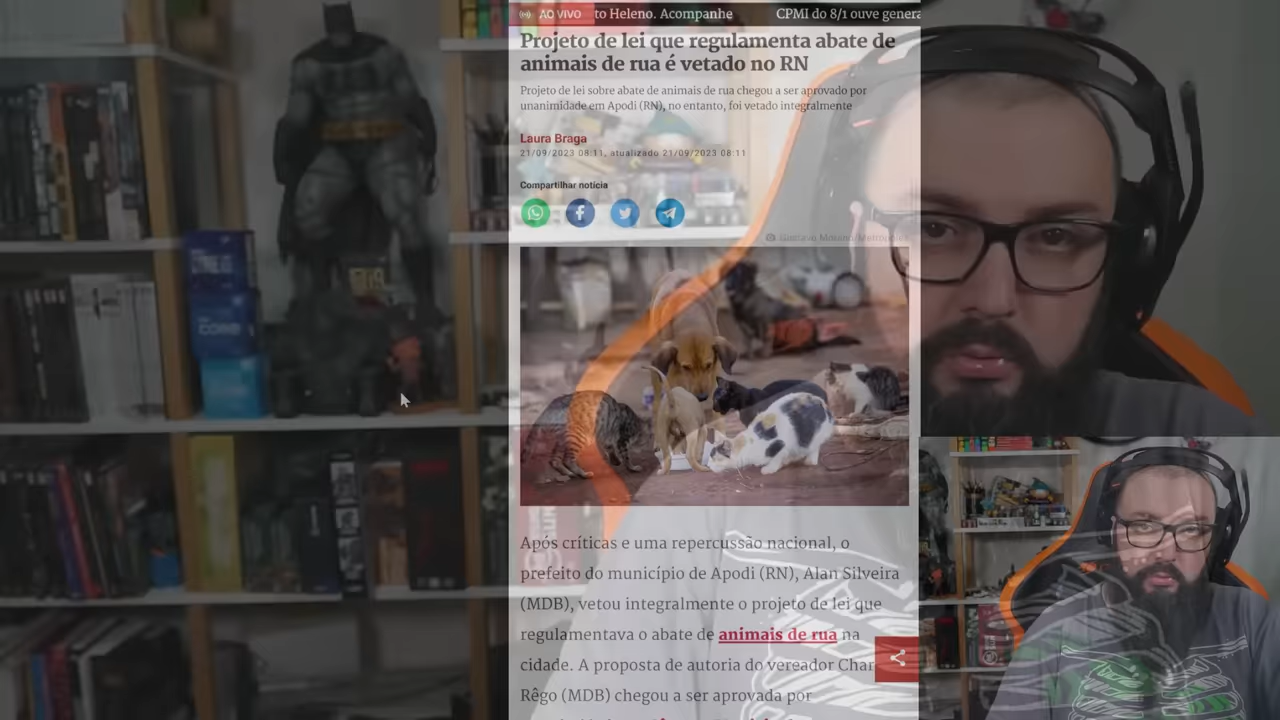 AO VIVO
to Heleno. Acompanhe
CPMI do 8/1 ouve genera
Projeto de lei que regulamenta abate de
animais de rua é vetado no RN
Projeto de lei sobre abate de animais de rua chegou a ser aprovado por
unanimidade em Apodi (RN), no entanto, foi vetado integralmente
Laura Braga
21/09/2023 08:11, atualizado 21/09/2023 08:11
Compartilhar notícia
Gustavo Moreno/Metrópoles
CORE
Após críticas e uma repercussão nacional, o
prefeito do município de Apodi (RN), Alan Silveira
(MDB), vetou integralmente o projeto de lei que
regulamentava o abate de animais de rua na
cidade. A proposta de autoria do vereador Char
Rêgo (MDB) chegou a ser aprovada por